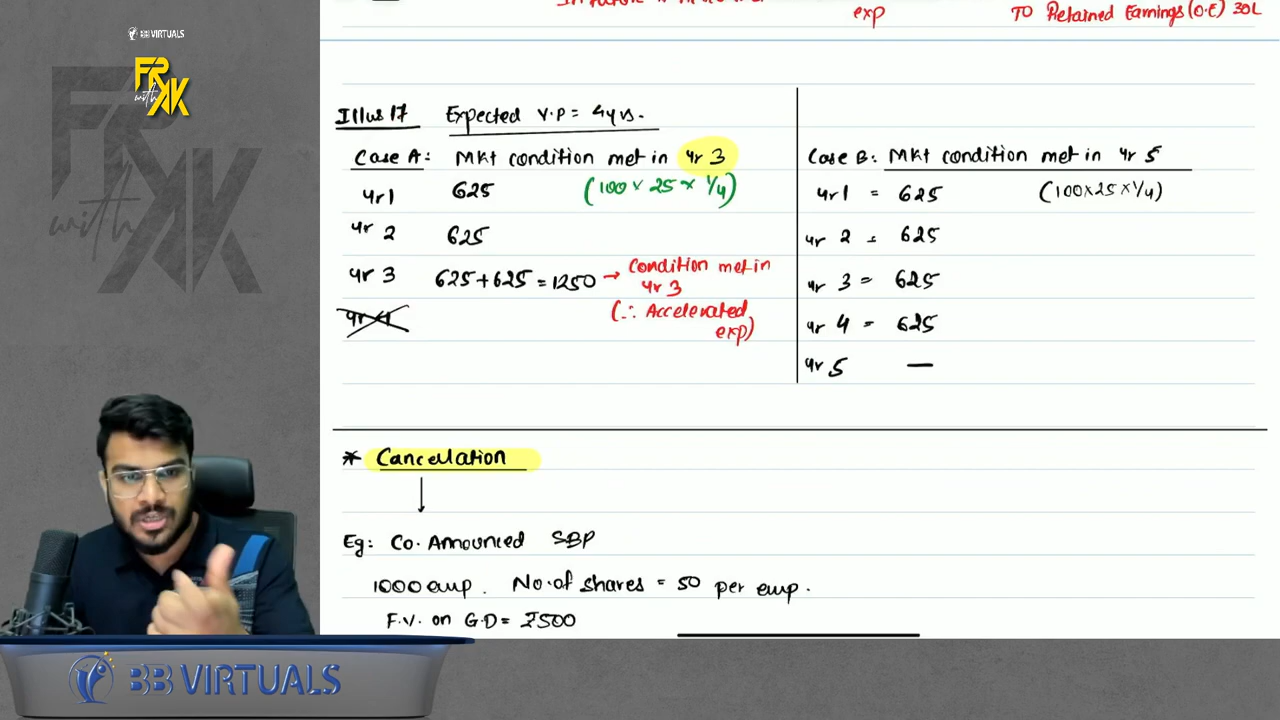 BB VIRTUALS
FR
with AK
exp
TO Retained Earnings (O.E) 30L
Illus 17 Expected V.P = 4yrs.
Case A: Mkt condition met in yr 3
yr 1 625 (100 × 25 × 1/4)
yr 2 625
yr 3 625+625 = 1250 → Condition met in
yr 3
(∴ Accelerated
exp)
Case B: Mkt condition met in yr 5
yr 1 = 625 (100×25×1/4)
yr 2 = 625
yr 3 = 625
yr 4 = 625
yr 5 —
* Cancellation
Eg: Co. Announced SBP
1000 emp. No. of shares = 50 per emp.
F.V. on G.D = ₹500
BB VIRTUALS